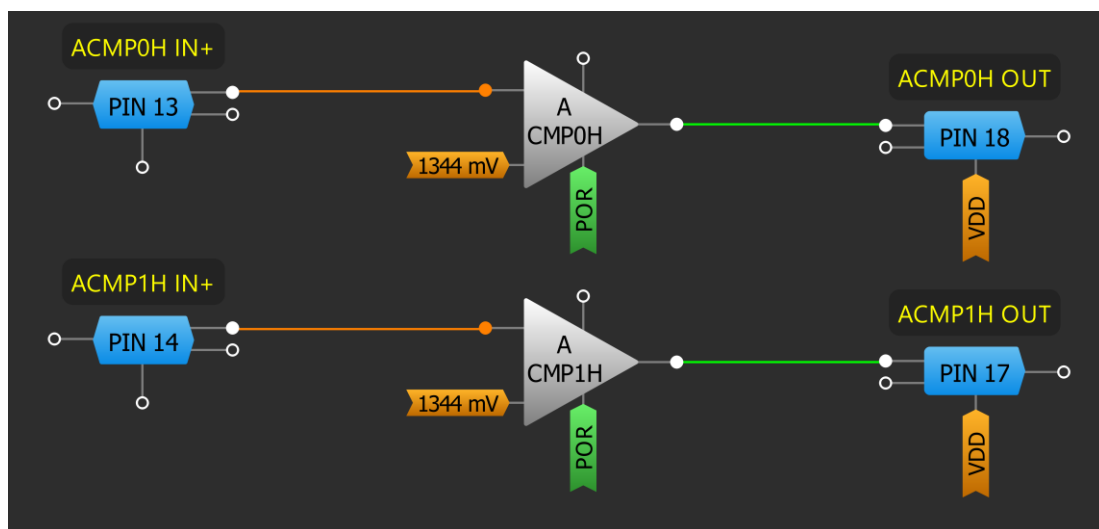 ACMP0H IN+
PIN 13
1344 mV
A
CMP0H
POR
ACMP0H OUT
PIN 18
VDD
ACMP1H IN+
PIN 14
1344 mV
A
CMP1H
POR
ACMP1H OUT
PIN 17
VDD